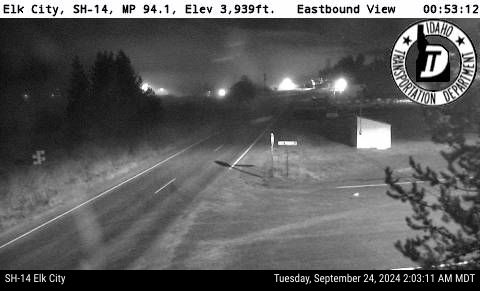 Elk City, SH-14, MP 94.1, Elev 3,939ft. Eastbound View 00:53:12
IDAHO
TRANSPORTATION DEPARTMENT
SH-14 Elk City Tuesday, September 24, 2024 2:03:11 AM MDT